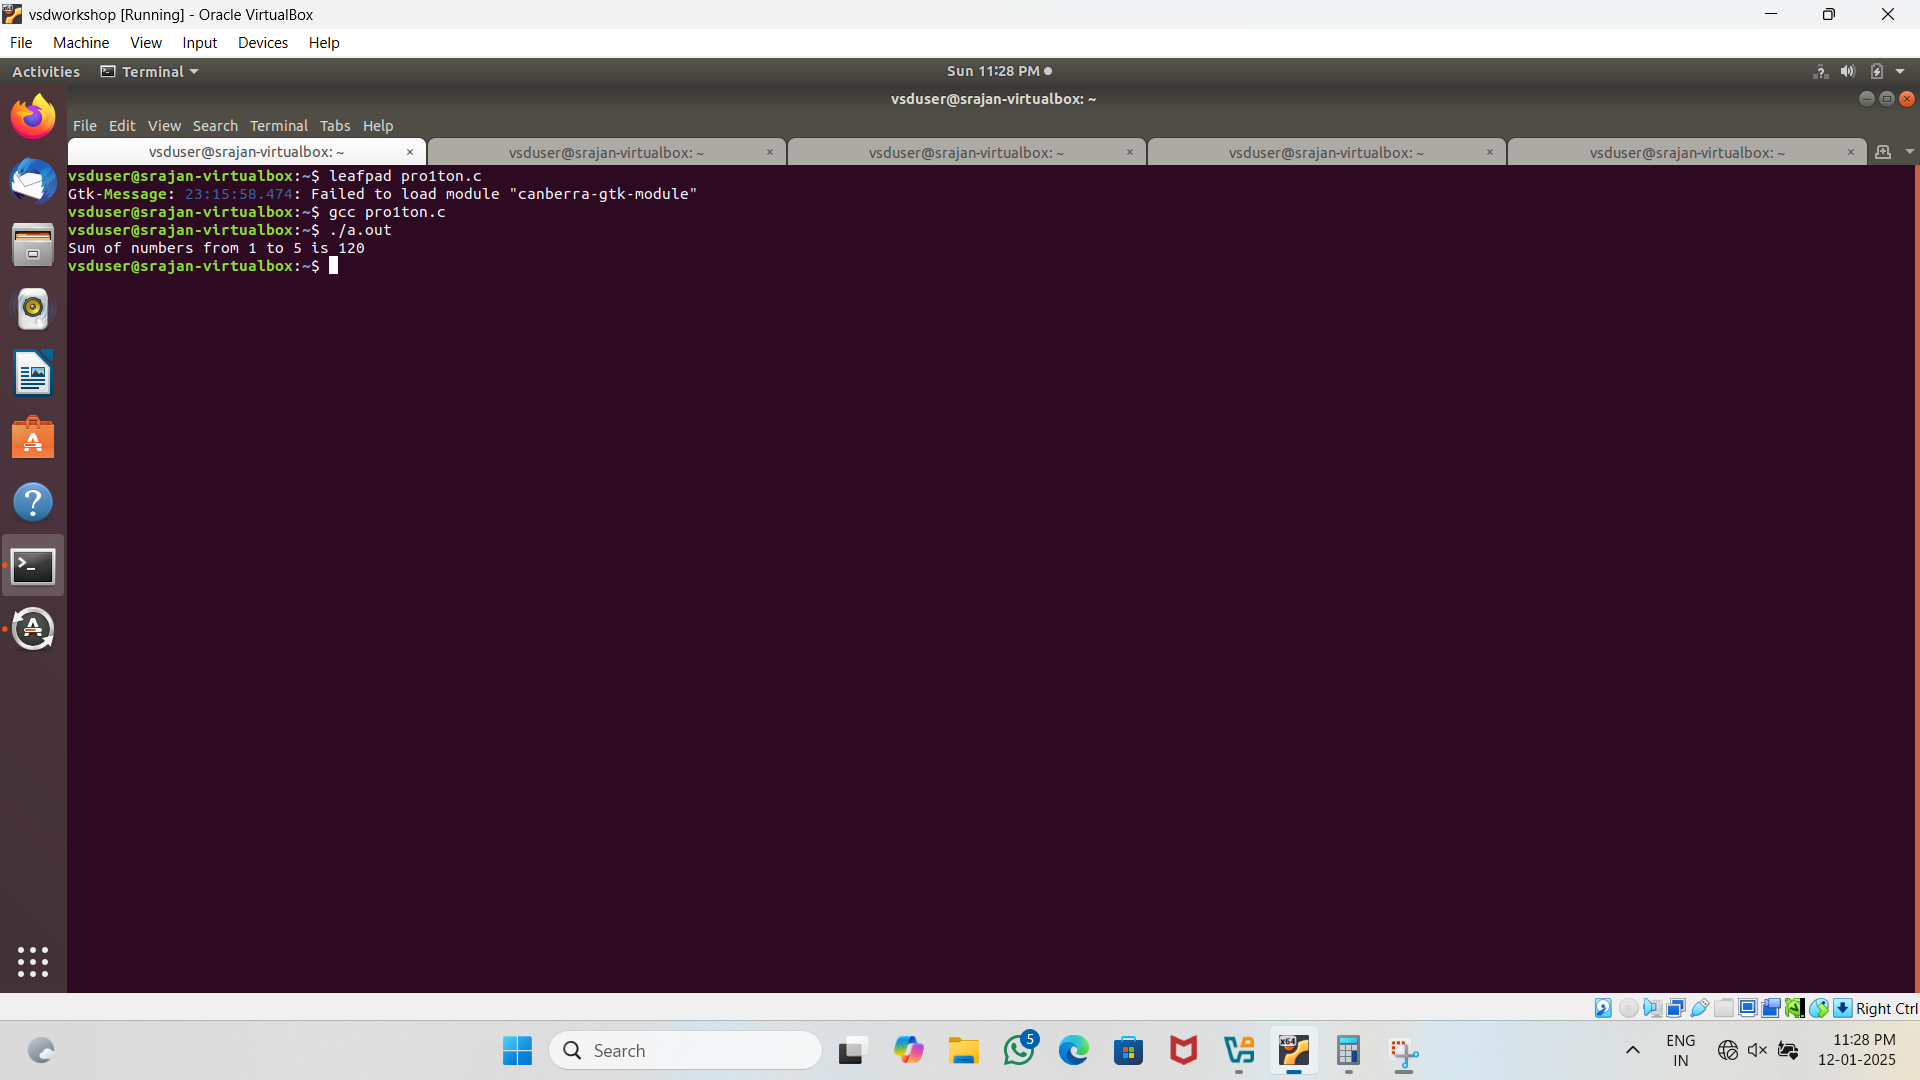 vsdworkshop [Running] - Oracle VirtualBox
File Machine View Input Devices Help
Activities Terminal Sun 11:28 PM
vsduser@srajan-virtualbox: ~
File Edit View Search Terminal Tabs Help
vsduser@srajan-virtualbox: ~ × vsduser@srajan-virtualbox: ~ × vsduser@srajan-virtualbox: ~ × vsduser@srajan-virtualbox: ~ × vsduser@srajan-virtualbox: ~ ×
vsduser@srajan-virtualbox:~$ leafpad pro1ton.c
Gtk-Message: 23:15:58.474: Failed to load module "canberra-gtk-module"
vsduser@srajan-virtualbox:~$ gcc pro1ton.c
vsduser@srajan-virtualbox:~$ ./a.out
Sum of numbers from 1 to 5 is 120
vsduser@srajan-virtualbox:~$
Right Ctrl
Search
5
x64
ENG
IN
11:28 PM
12-01-2025